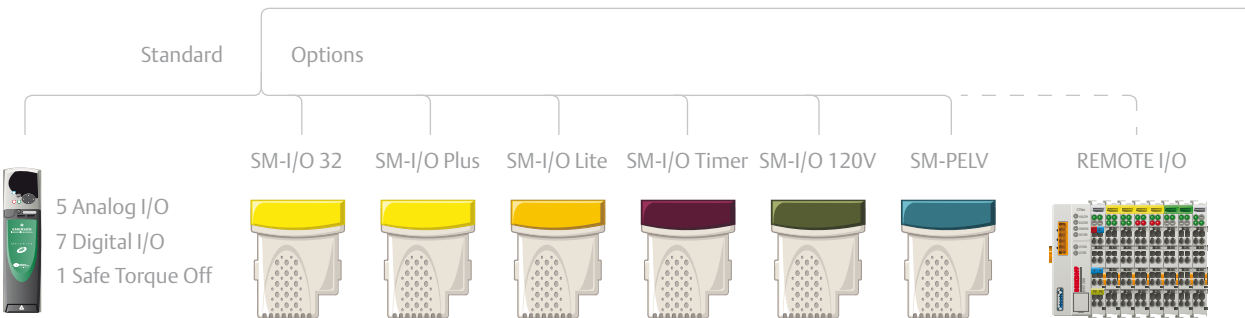 Standard
Options
SM-I/O 32
SM-I/O Plus
SM-I/O Lite
SM-I/O Timer
SM-I/O 120V
SM-PELV
REMOTE I/O
5 Analog I/O
7 Digital I/O
1 Safe Torque Off
EMERSON